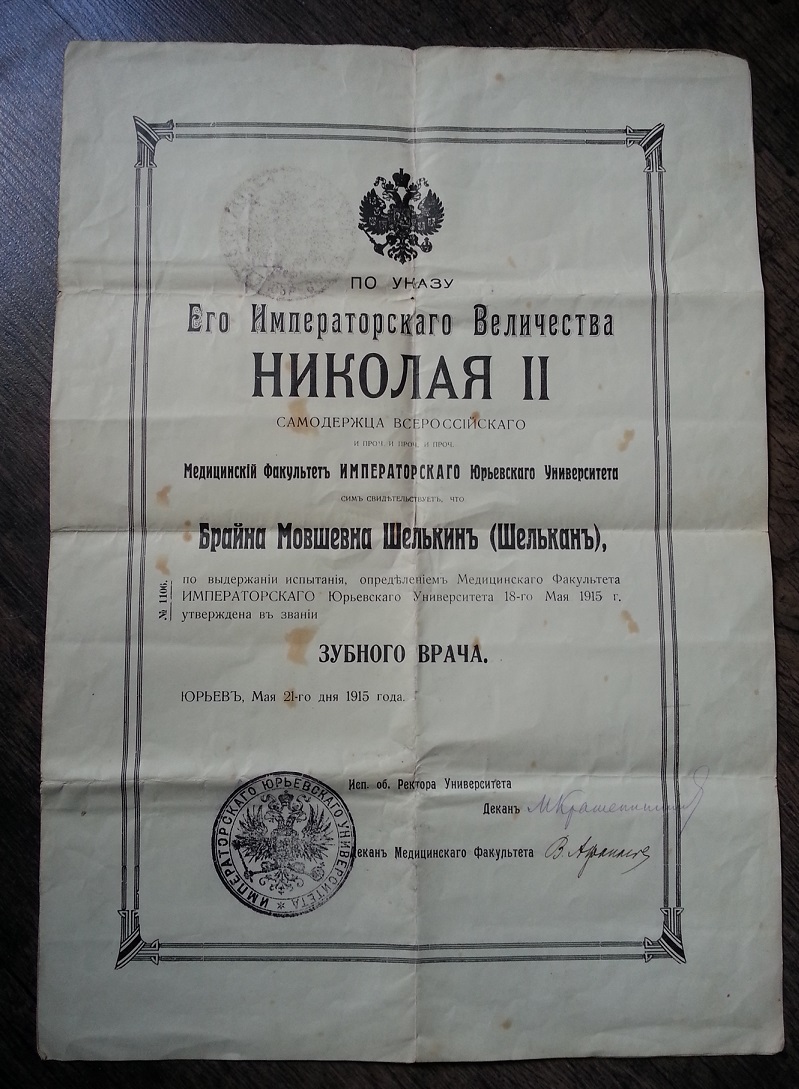 ПО УКАЗУ
Его Императорскаго Величества
НИКОЛАЯ II
САМОДЕРЖЦА ВСЕРОССІЙСКАГО
И ПРОЧ. И ПРОЧ. И ПРОЧ.
Медицинскій Факультетъ ИМПЕРАТОРСКАГО Юрьевскаго Университета
СИМЪ СВИДѢТЕЛЬСТВУЕТЪ, ЧТО
Брайна Мовшевна Шелькинъ (Шельканъ),
по выдержаніи испытанія, опредѣленіемъ Медицинскаго Факультета
ИМПЕРАТОРСКАГО Юрьевскаго Университета 18-го Мая 1915 г.
утверждена въ званіи
№ 1106.
ЗУБНОГО ВРАЧА.
ЮРЬЕВЪ, Мая 21-го дня 1915 года.
Исп. об. Ректора Университета
Деканъ МКрашенинни
Деканъ Медицинскаго Факультета В. Афанасьев
ИМПЕРАТОРСКАГО ЮРЬЕВСКАГО УНИВЕРСИТЕТА